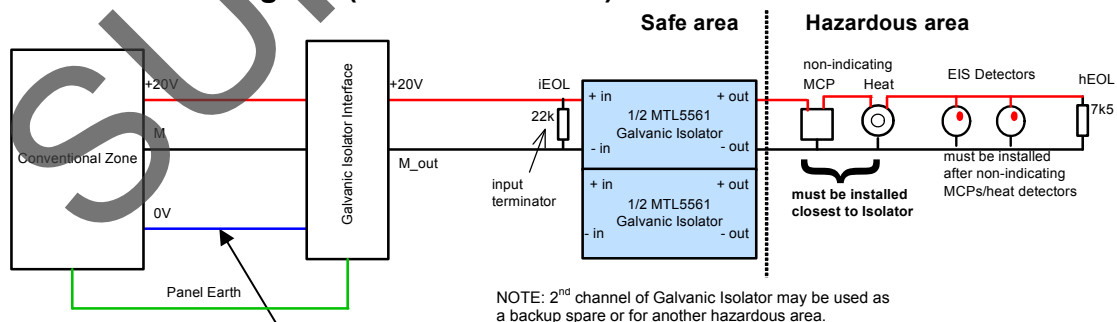 Safe area
Hazardous area
+20V
M
Conventional Zone
0V
Panel Earth
Galvanic Isolator Interface
+20V
M_out
iEOL
22k
input
terminator
+ in
+ out
1/2 MTL5561
Galvanic Isolator
- in
- out
+ in
+ out
1/2 MTL5561
Galvanic Isolator
- in
- out
non-indicating
MCP
Heat
EIS Detectors
hEOL
7k5
must be installed
closest to Isolator
must be installed
after non-indicating
MCPs/heat detectors
NOTE: 2nd channel of Galvanic Isolator may be used as
a backup spare or for another hazardous area.